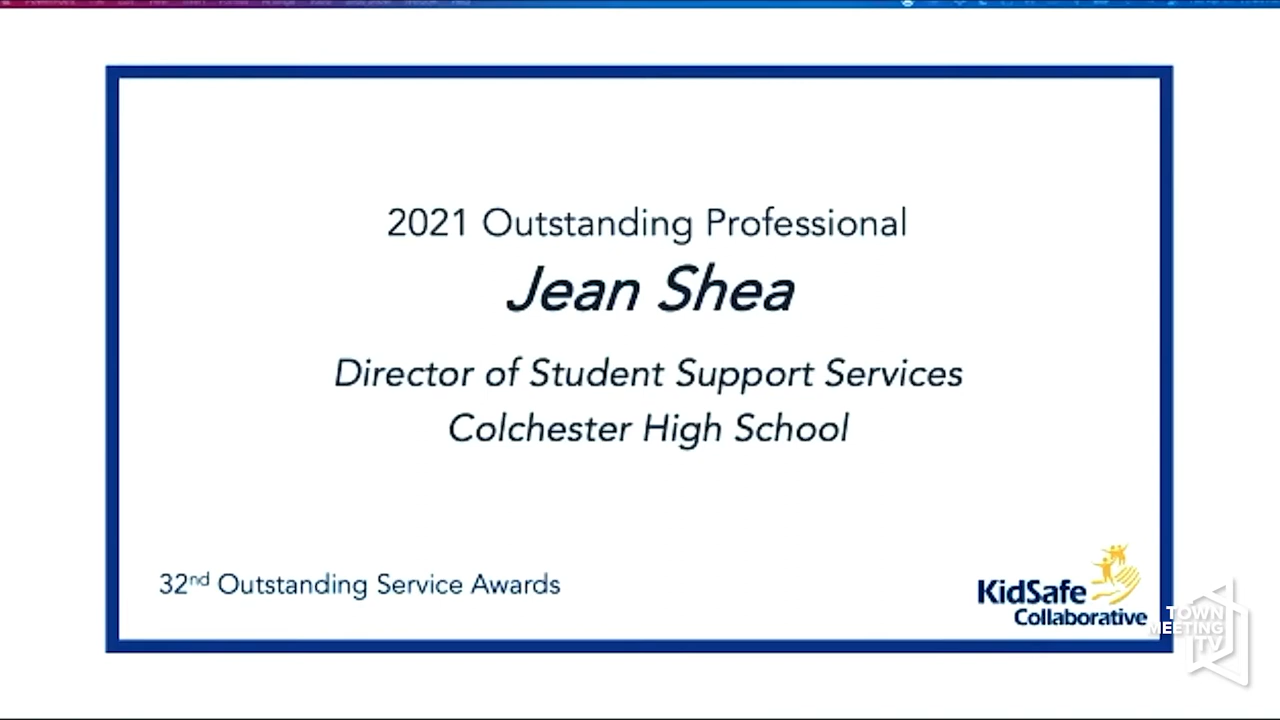 2021 Outstanding Professional
Jean Shea
Director of Student Support Services
Colchester High School
32nd Outstanding Service Awards
KidSafe
Collaborative
TOWN
MEETING
TV